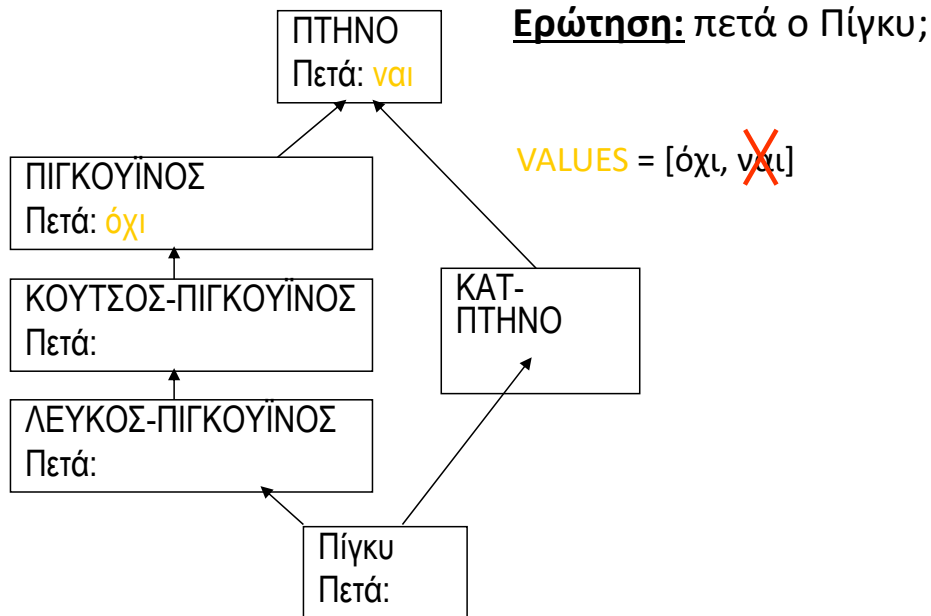 ΠΤΗΝΟ
Πετά: ναι
Ερώτηση: πετά ο Πίγκυ;
VALUES = [όχι, ναι]
ΠΙΓΚΟΥΪΝΟΣ
Πετά: όχι
ΚΟΥΤΣΟΣ-ΠΙΓΚΟΥΪΝΟΣ
Πετά:
ΚΑΤ-
ΠΤΗΝΟ
ΛΕΥΚΟΣ-ΠΙΓΚΟΥΪΝΟΣ
Πετά:
Πίγκυ
Πετά: